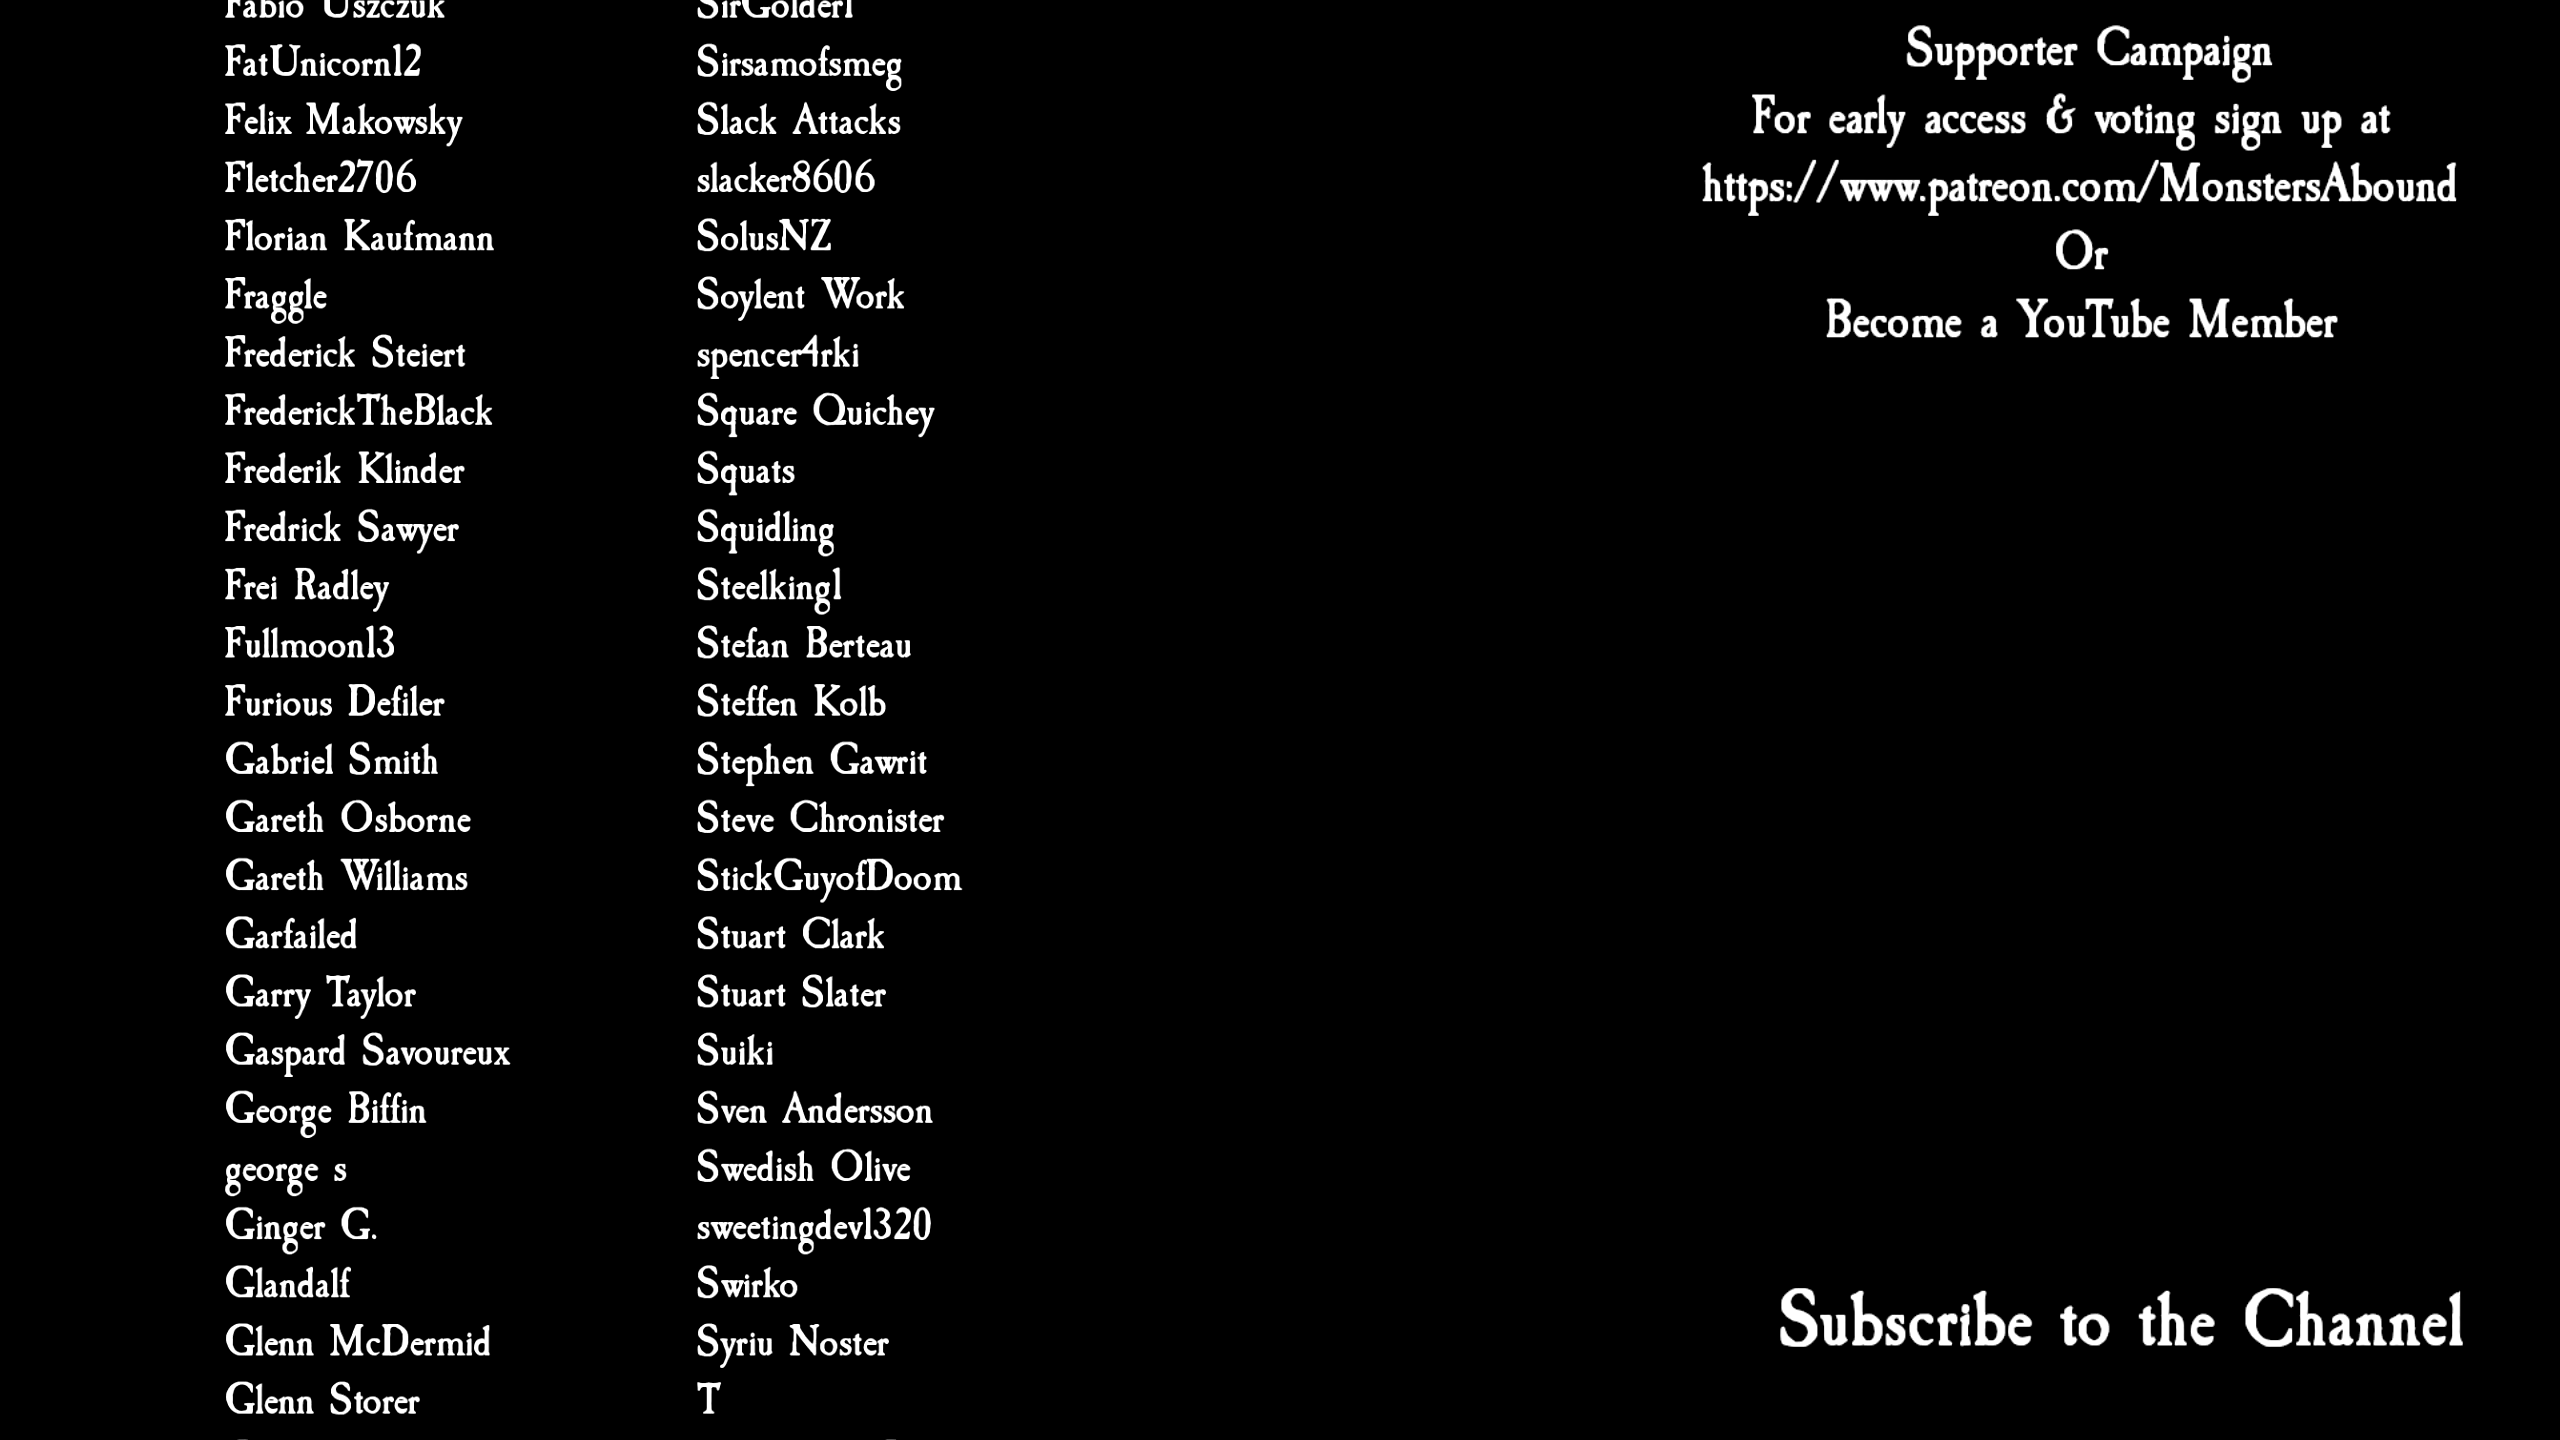 Fabio Uszczuk
FatUnicorn12
Felix Makowsky
Fletcher2706
Florian Kaufmann
Fraggle
Frederick Steiert
FrederickTheBlack
Frederik Klinder
Fredrick Sawyer
Frei Radley
Fullmoon13
Furious Defiler
Gabriel Smith
Gareth Osborne
Gareth Williams
Garfailed
Garry Taylor
Gaspard Savoureux
George Biffin
george s
Ginger G.
Glandalf
Glenn McDermid
Glenn Storer
SirGolder1
Sirsamofsmeg
Slack Attacks
slacker8606
SolusNZ
Soylent Work
spencer4rki
Square Quichey
Squats
Squidling
Steelking1
Stefan Berteau
Steffen Kolb
Stephen Gawrit
Steve Chronister
StickGuyofDoom
Stuart Clark
Stuart Slater
Suiki
Sven Andersson
Swedish Olive
sweetingdev1320
Swirko
Syriu Noster
T
Supporter Campaign
For early access & voting sign up at
https://www.patreon.com/MonstersAbound
Or
Become a YouTube Member
Subscribe to the Channel